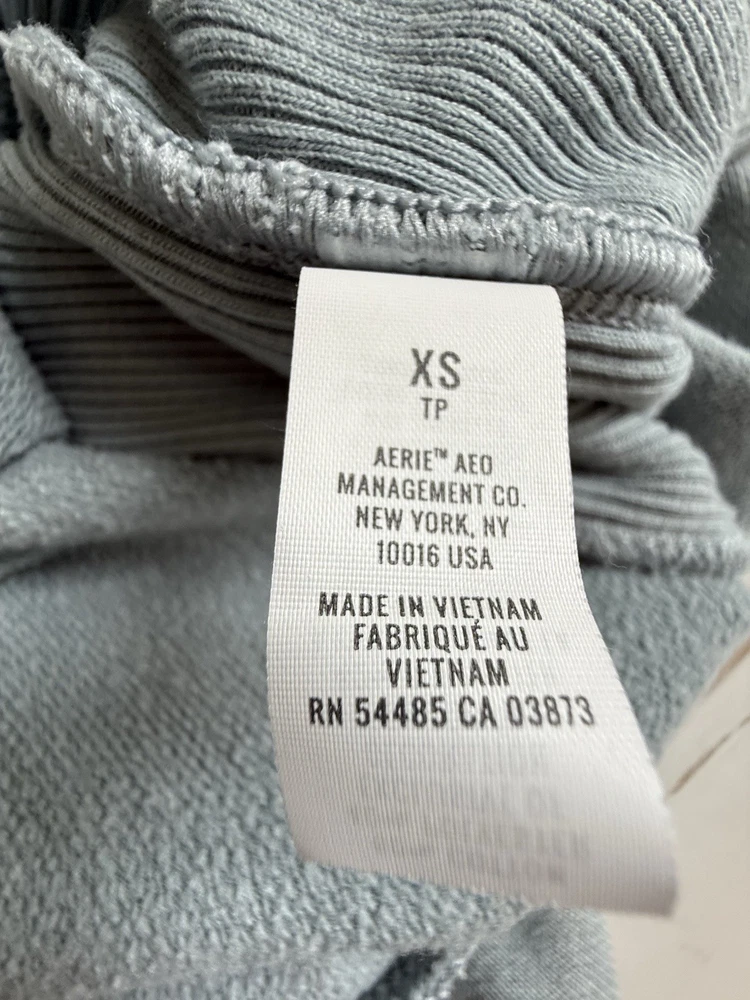 XS
TP
AERIE™ AEO
MANAGEMENT CO.
NEW YORK, NY
10016 USA
MADE IN VIETNAM
FABRIQUÉ AU
VIETNAM
RN 54485 CA 03873